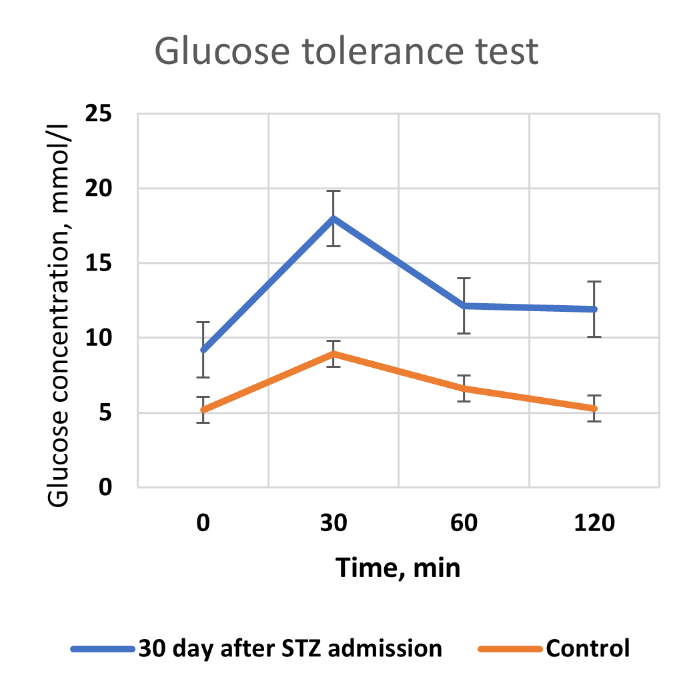 Glucose tolerance test
Glucose concentration, mmol/l
25
20
15
10
5
0
0 30 60 120
Time, min
30 day after STZ admission Control